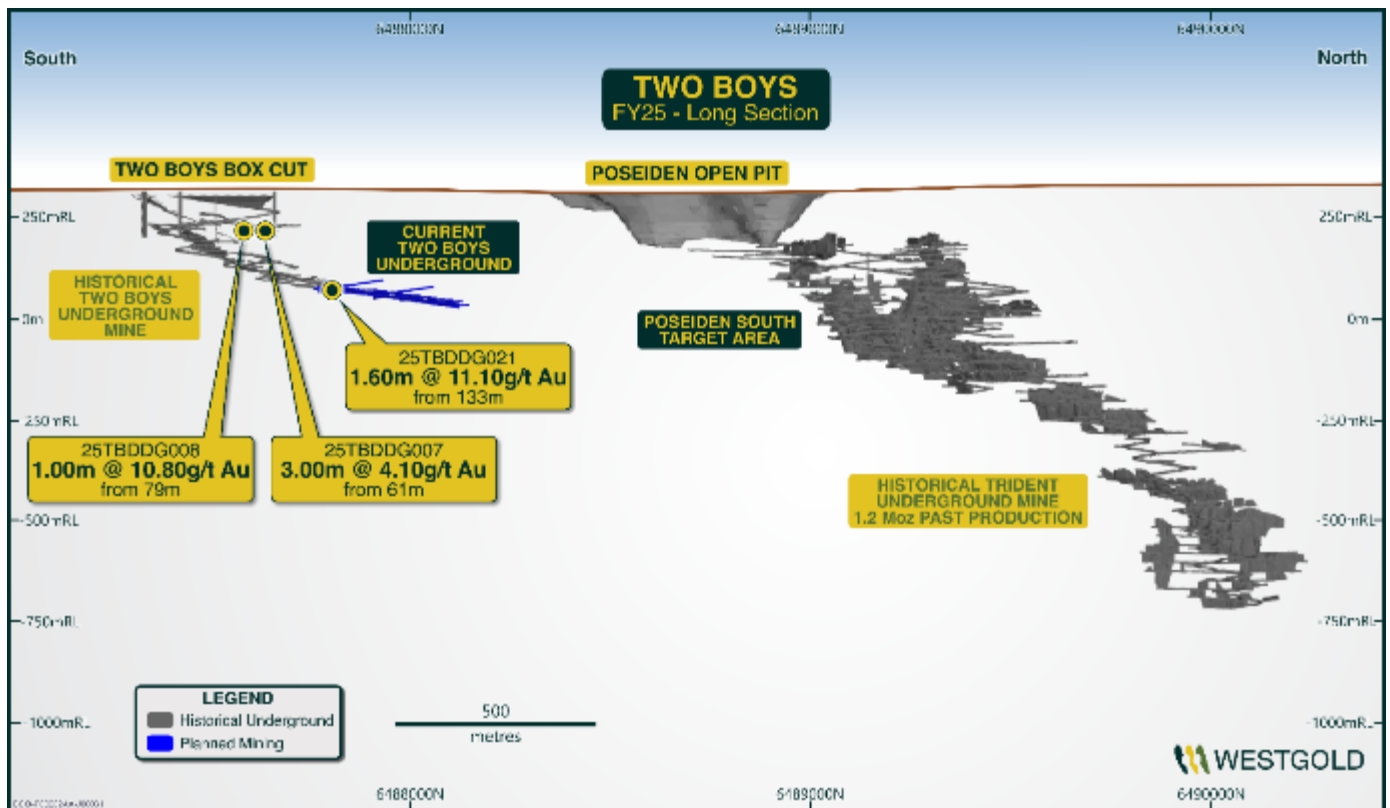 6488000N
6489000N
6490000N
South
North
TWO BOYS
FY25 - Long Section
TWO BOYS BOX CUT
POSEIDEN OPEN PIT
250mRL
250mRL
CURRENT
TWO BOYS
UNDERGROUND
HISTORICAL
TWO BOYS
UNDERGROUND
MINE
0m
0m
POSEIDEN SOUTH
TARGET AREA
25TBDDG021
1.60m @ 11.10g/t Au
from 133m
-250mRL
-250mRL
25TBDDG008
1.00m @ 10.80g/t Au
from 79m
25TBDDG007
3.00m @ 4.10g/t Au
from 61m
HISTORICAL TRIDENT
UNDERGROUND MINE
1.2 Moz PAST PRODUCTION
-500mRL
-500mRL
-750mRL
-750mRL
LEGEND
Historical Underground
Planned Mining
500
metres
-1000mRL
-1000mRL
WESTGOLD
6488000N
6489000N
6490000N